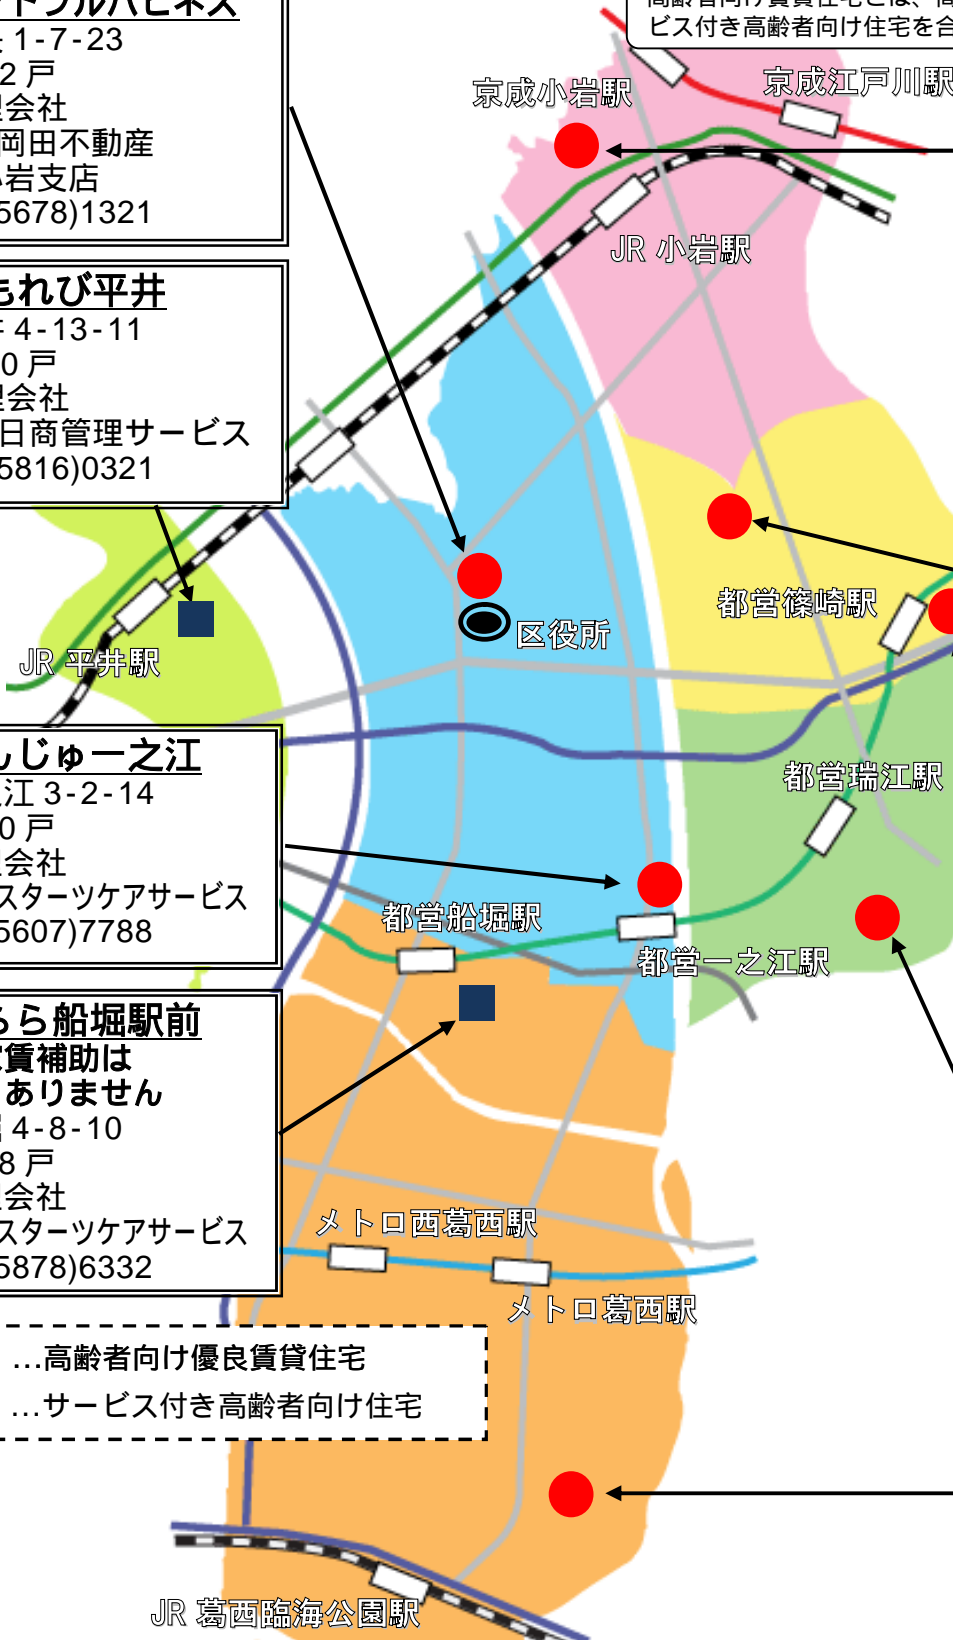 ドフルハピネス
1-7-23
2 戸
理会社
岡田不動産
小岩支店
5678)1321
もれび平井
4-13-11
0 戸
理会社
日商管理サービス
5816)0321
んじゅ一之江
江 3-2-14
0 戸
理会社
スターツケアサービス
5607)7788
らら船堀駅前
家賃補助は
ありません
4-8-10
8 戸
理会社
スターツケアサービス
5878)6332
…高齢者向け優良賃貸住宅
…サービス付き高齢者向け住宅
高齢者向け賃貸住宅とは、高
ビス付き高齢者向け住宅を合
京成小岩駅
京成江戸川駅
JR 小岩駅
都営篠崎駅
区役所
JR 平井駅
都営瑞江駅
都営船堀駅
都営一之江駅
メトロ西葛西駅
メトロ葛西駅
JR 葛西臨海公園駅